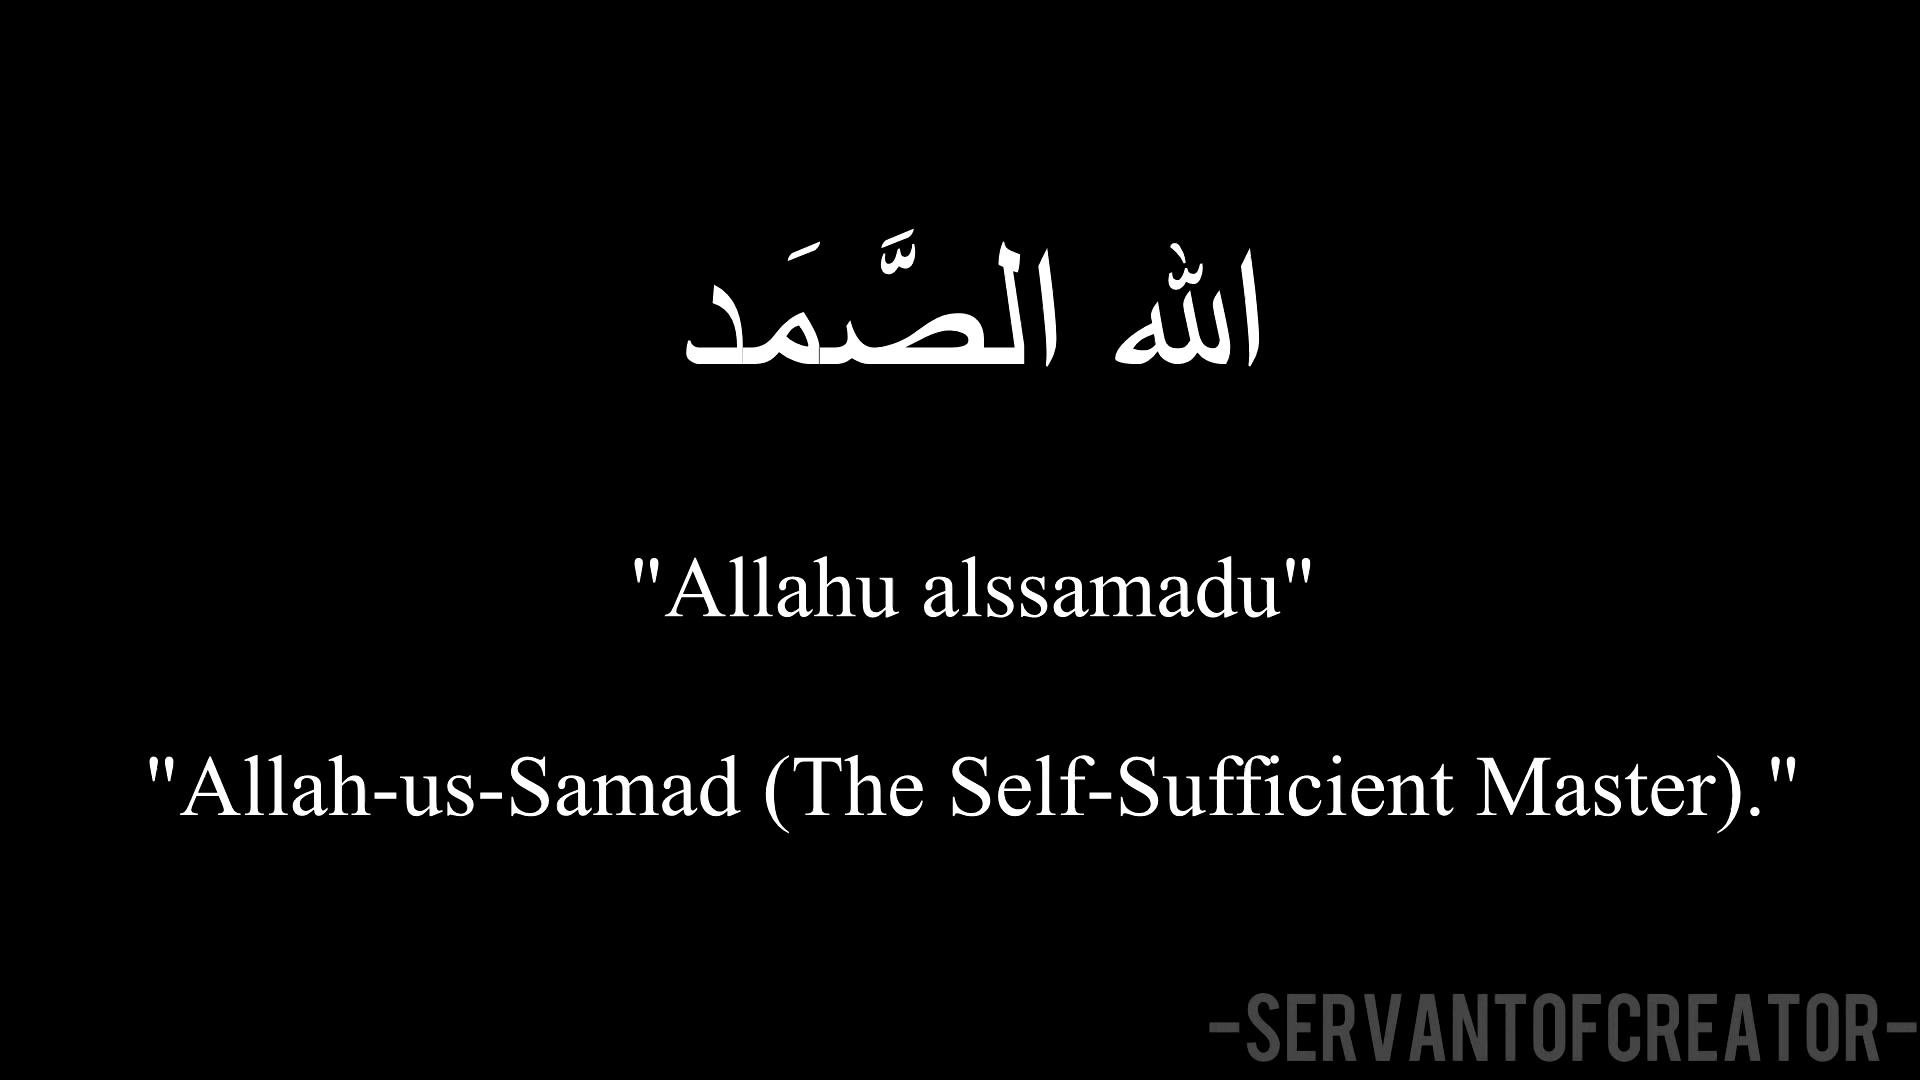 الله الصَّمَد
"Allahu alssamadu"
"Allah-us-Samad (The Self-Sufficient Master)."
-SERVANTOFCREATOR-